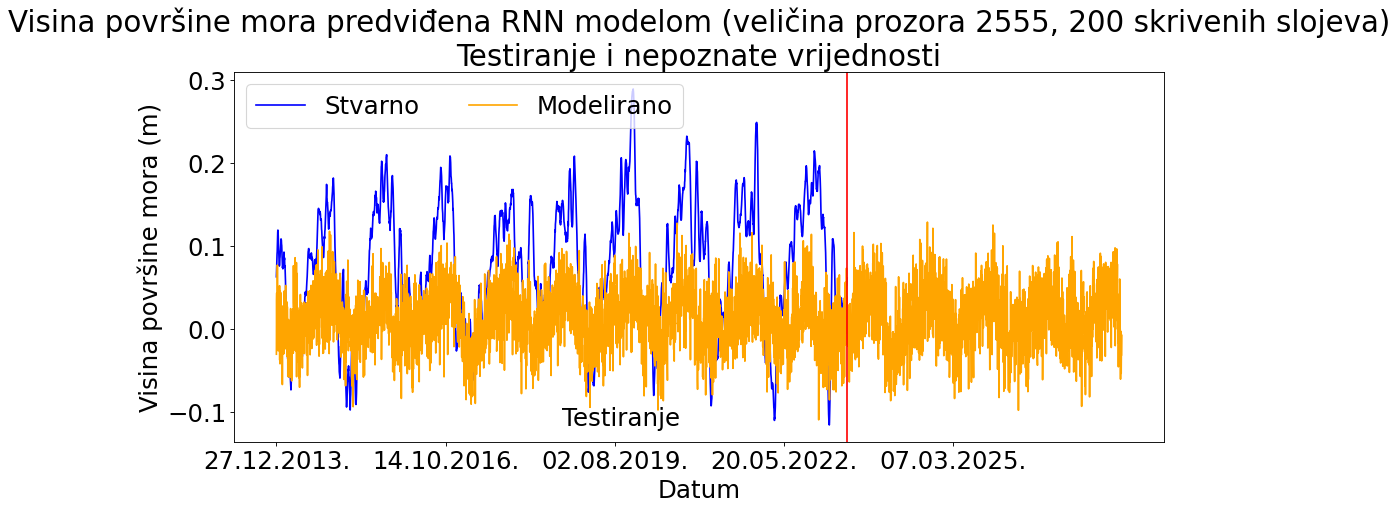 Visina površine mora predviđena RNN modelom (veličina prozora 2555, 200 skrivenih slojeva)
Testiranje i nepoznate vrijednosti
Visina površine mora (m)
0.3
0.2
0.1
0.0
−0.1
Stvarno Modelirano
Testiranje
27.12.2013. 14.10.2016. 02.08.2019. 20.05.2022. 07.03.2025.
Datum